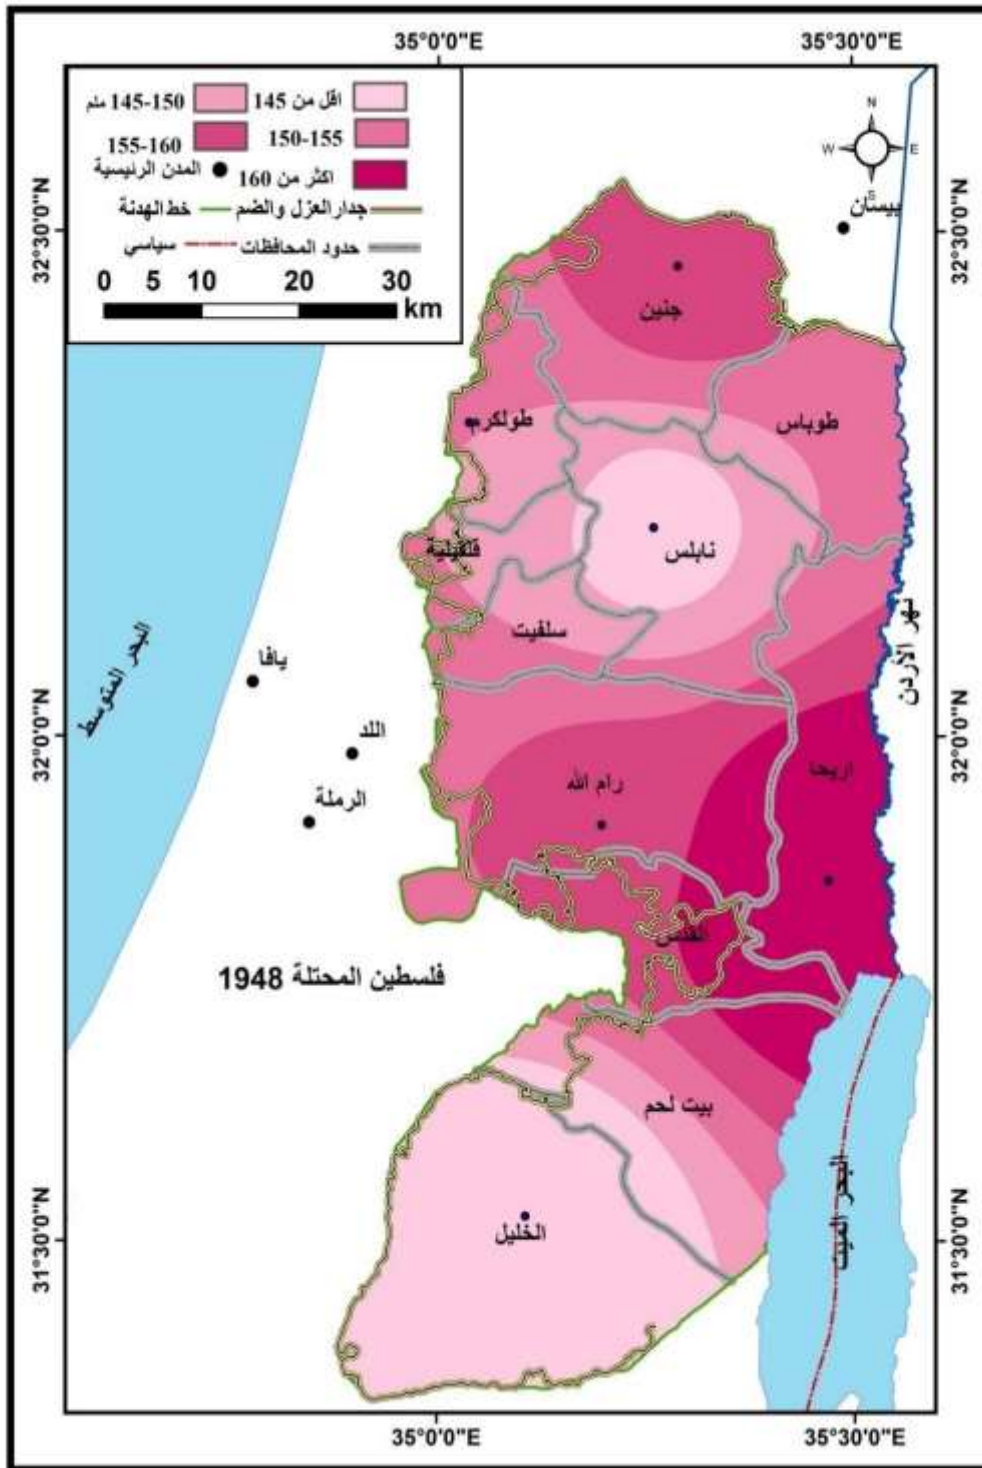 35°0'0"E
35°30'0"E
اقل من 145
145-150 ملم
150-155
155-160
اكثر من 160
المدن الرئيسية
جدار العزل والضم
خط الهدنة
حدود المحافظات
سياسي
0 5 10 20 30
km
N
W E
S
بيسان
32°30'0"N
32°30'0"N
جنين
طولكرم
طوباس
نابلس
قلقيلية
سلفيت
نهر الأردن
البحر المتوسط
يافا
اللد
الرملة
32°0'0"N
32°0'0"N
اريحا
رام الله
القدس
فلسطين المحتلة 1948
بيت لحم
البحر الميت
الخليل
31°30'0"N
31°30'0"N
35°0'0"E
35°30'0"E